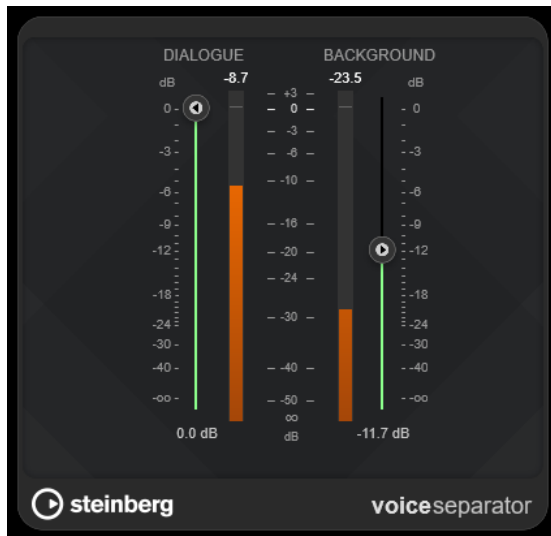 DIALOGUE BACKGROUND
dB -8.7 -23.5 dB
+3
0 0 0
-3 -3 -3
-6 -6 -6
-9 -10 -9
-12 -16 -12
-18 -20 -18
-24 -24 -24
-30 -30 -30
-40 -40 -40
-∞ -50 -∞
∞
0.0 dB dB -11.7 dB
steinberg voiceseparator